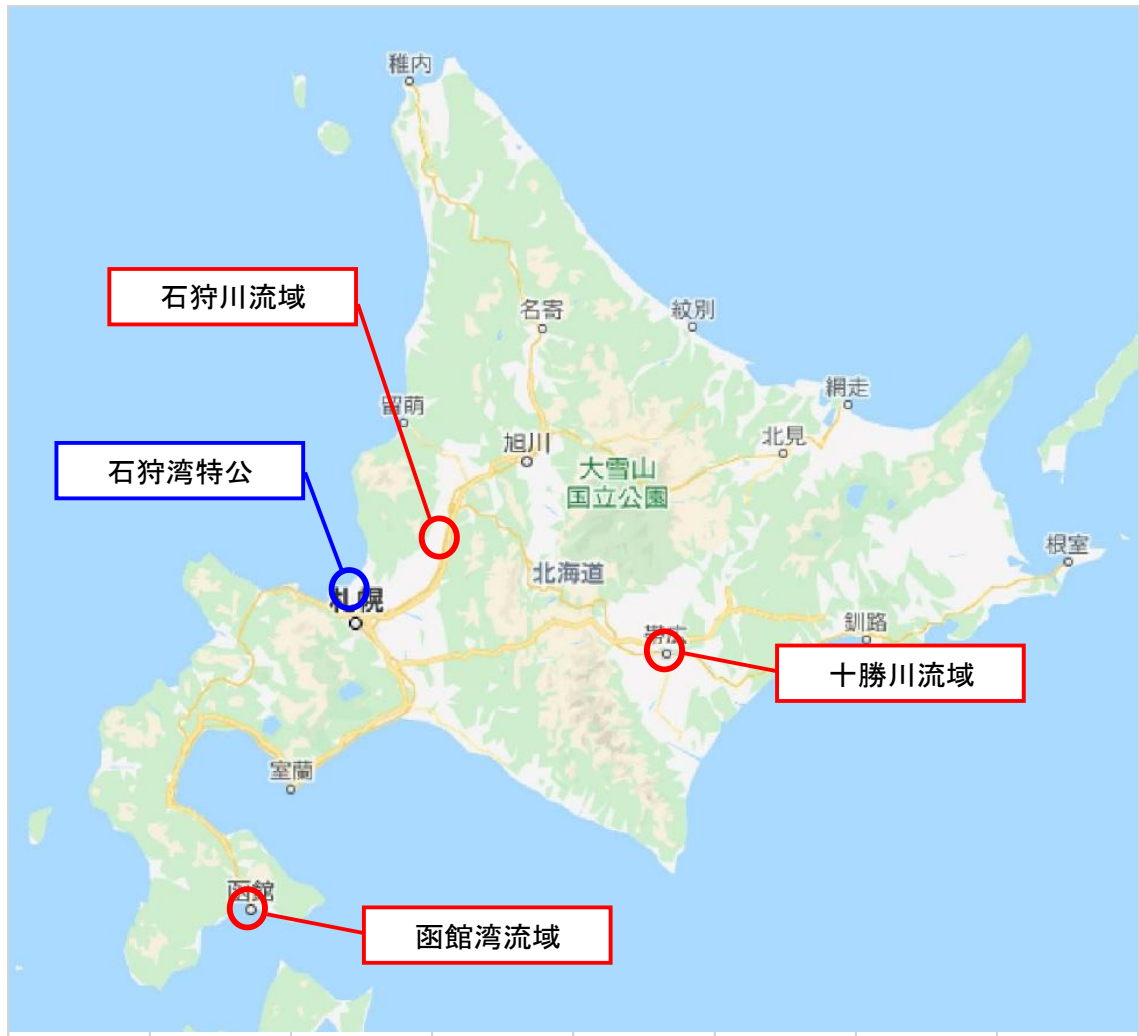 稚内
石狩川流域
名寄
紋別
網走
留萌
北見
旭川
石狩湾特公
大雪山
国立公園
根室
北海道
札幌
釧路
帯広
十勝川流域
室蘭
函館
函館湾流域